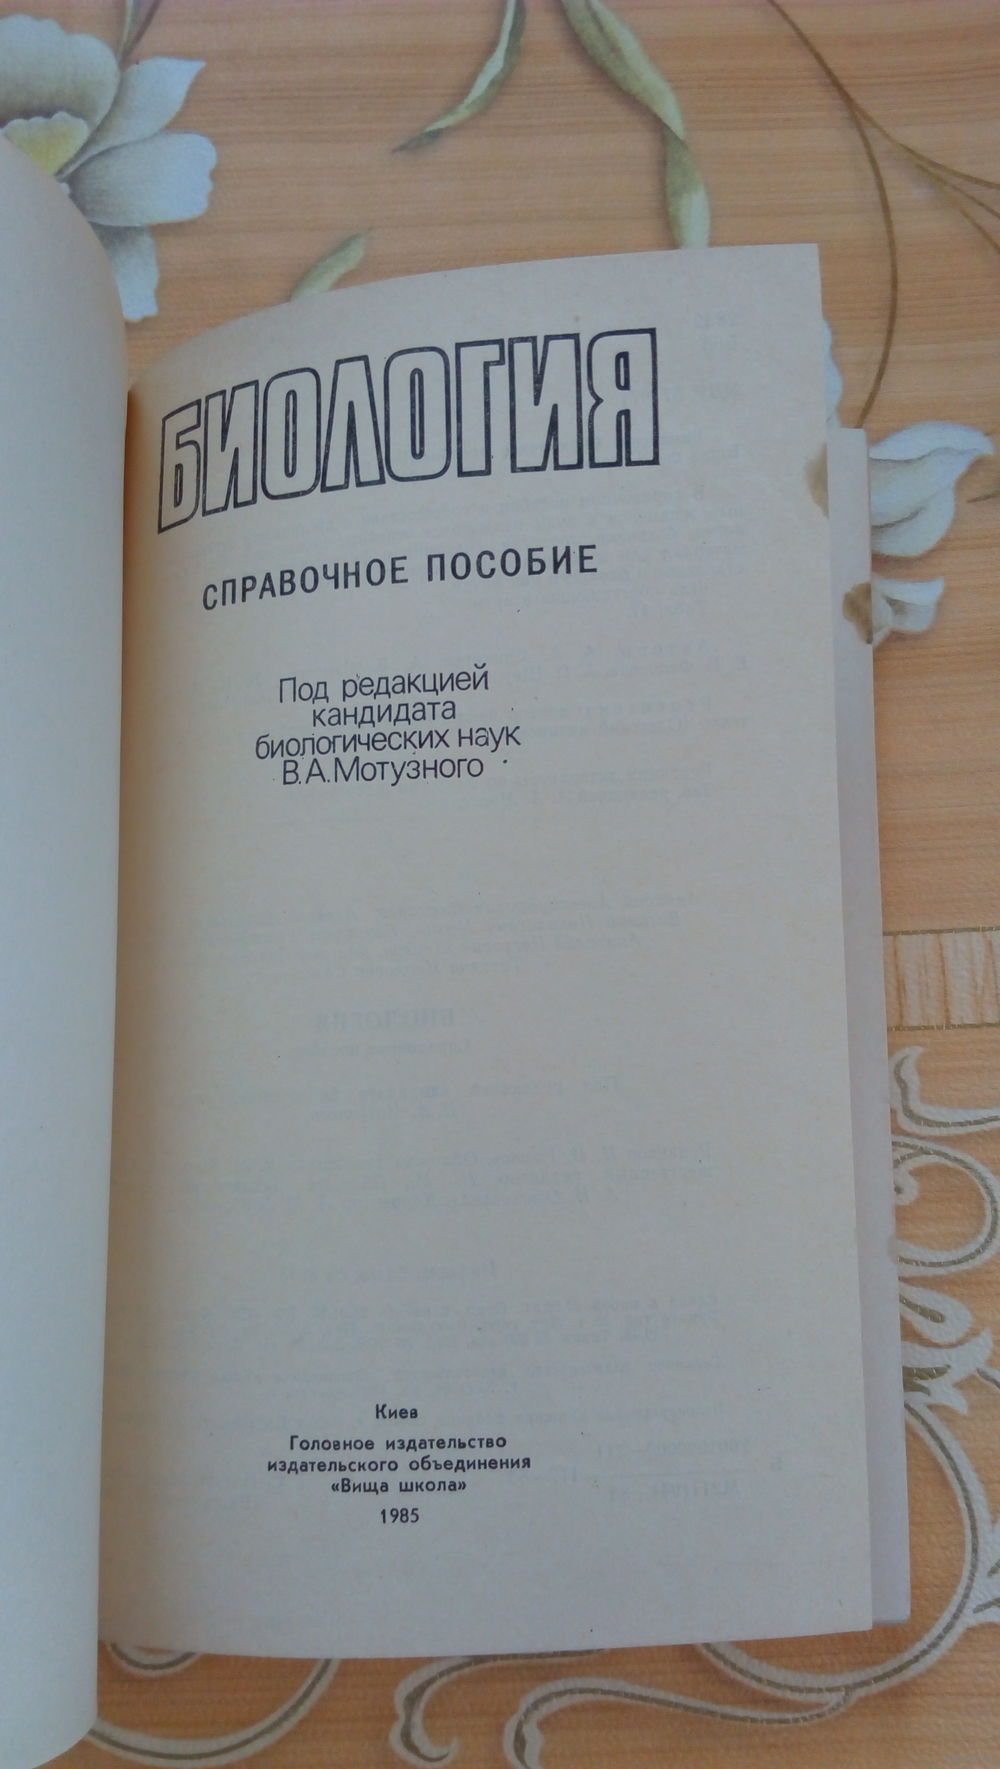 БИОЛОГИЯ
СПРАВОЧНОЕ ПОСОБИЕ
Под редакцией
кандидата
биологических наук
В.А.Мотузного
Киев
Головное издательство
издательского объединения
«Вища школа»
1985